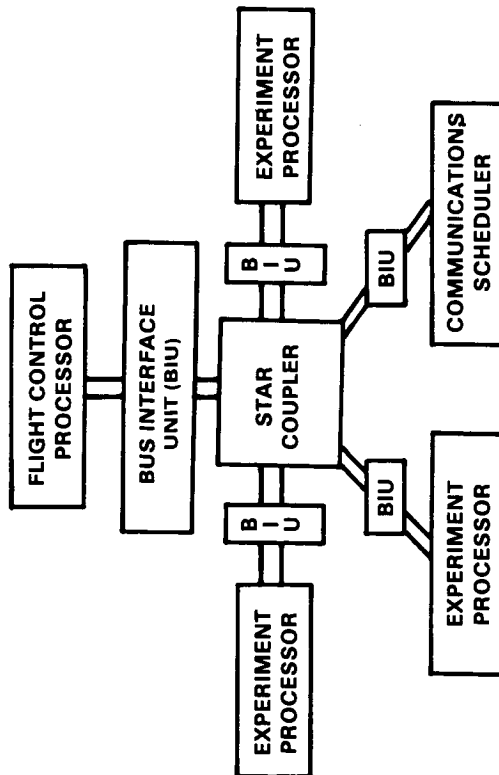 FLIGHT CONTROL
PROCESSOR
BUS INTERFACE
UNIT (BIU)
EXPERIMENT
PROCESSOR
B
I
U
STAR
COUPLER
B
I
U
EXPERIMENT
PROCESSOR
BIU
BIU
EXPERIMENT
PROCESSOR
COMMUNICATIONS
SCHEDULER